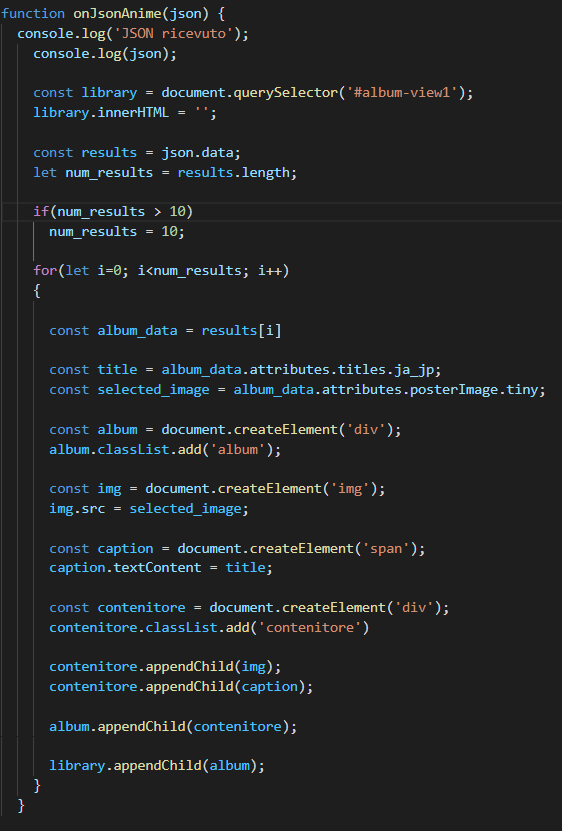 function onJsonAnime(json) {
console.log('JSON ricevuto');
console.log(json);
const library = document.querySelector('#album-view1');
library.innerHTML = '';
const results = json.data;
let num_results = results.length;
if(num_results > 10)
num_results = 10;
for(let i=0; i<num_results; i++)
{
const album_data = results[i]
const title = album_data.attributes.titles.ja_jp;
const selected_image = album_data.attributes.posterImage.tiny;
const album = document.createElement('div');
album.classList.add('album');
const img = document.createElement('img');
img.src = selected_image;
const caption = document.createElement('span');
caption.textContent = title;
const contenitore = document.createElement('div');
contenitore.classList.add('contenitore')
contenitore.appendChild(img);
contenitore.appendChild(caption);
album.appendChild(contenitore);
library.appendChild(album);
}
}